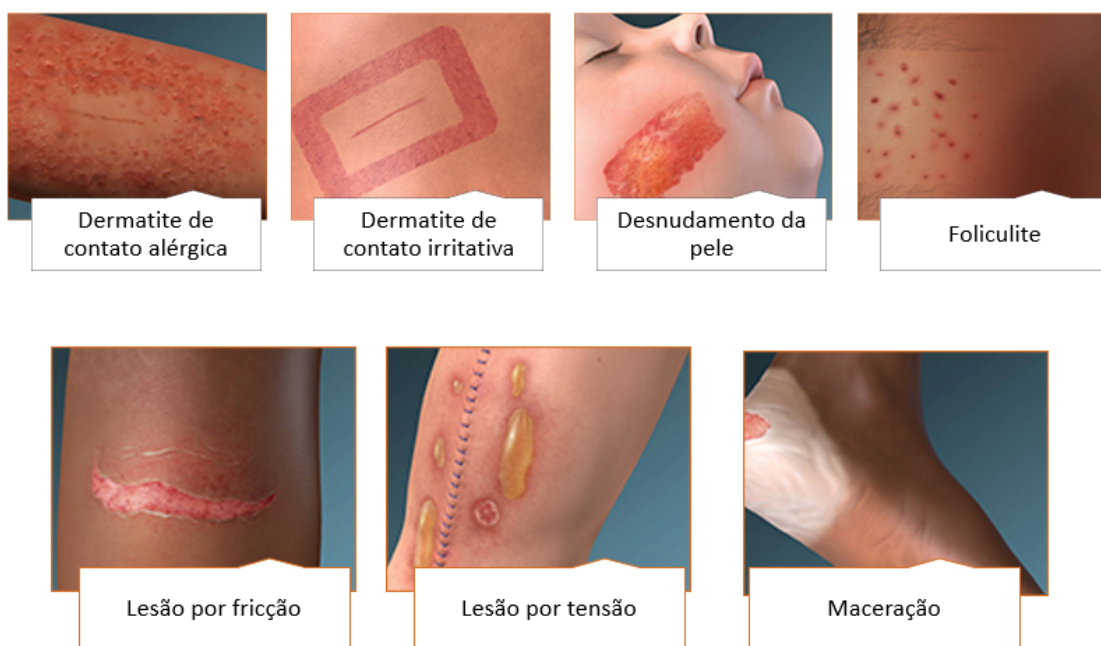 Dermatite de
contato alérgica
Dermatite de
contato irritativa
Desnudamento da
pele
Foliculite
Lesão por fricção
Lesão por tensão
Maceração